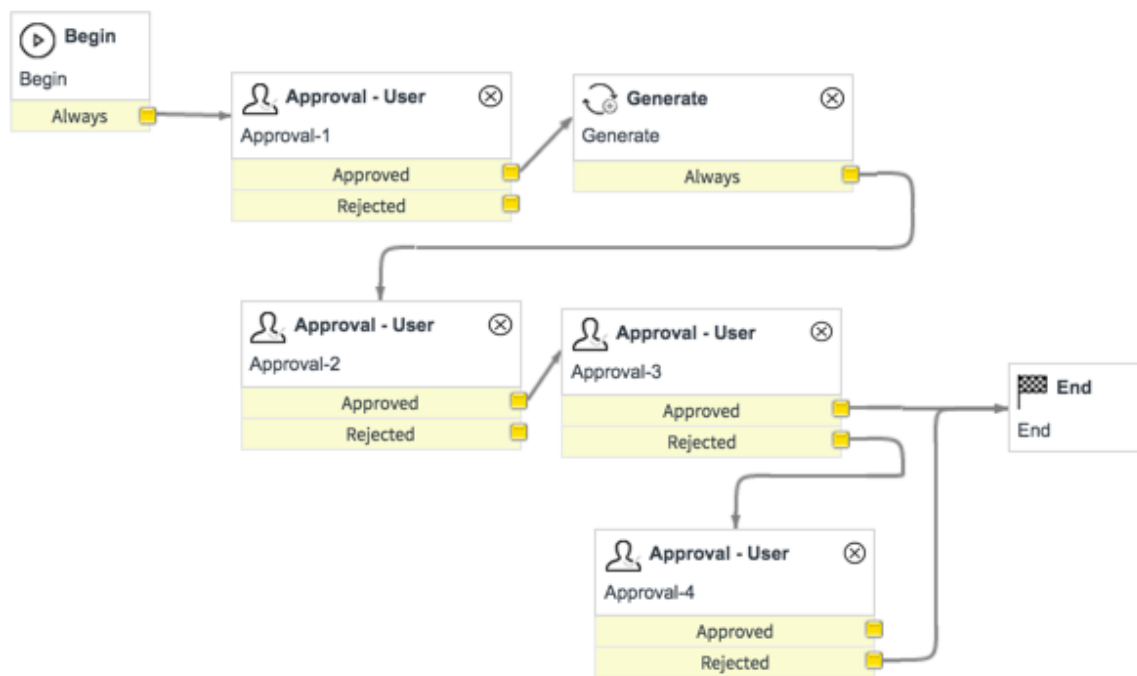 Begin
Begin
Always
Approval - User
Approval-1
Approved
Rejected
Generate
Generate
Always
Approval - User
Approval-2
Approved
Rejected
Approval - User
Approval-3
Approved
Rejected
End
End
Approval - User
Approval-4
Approved
Rejected